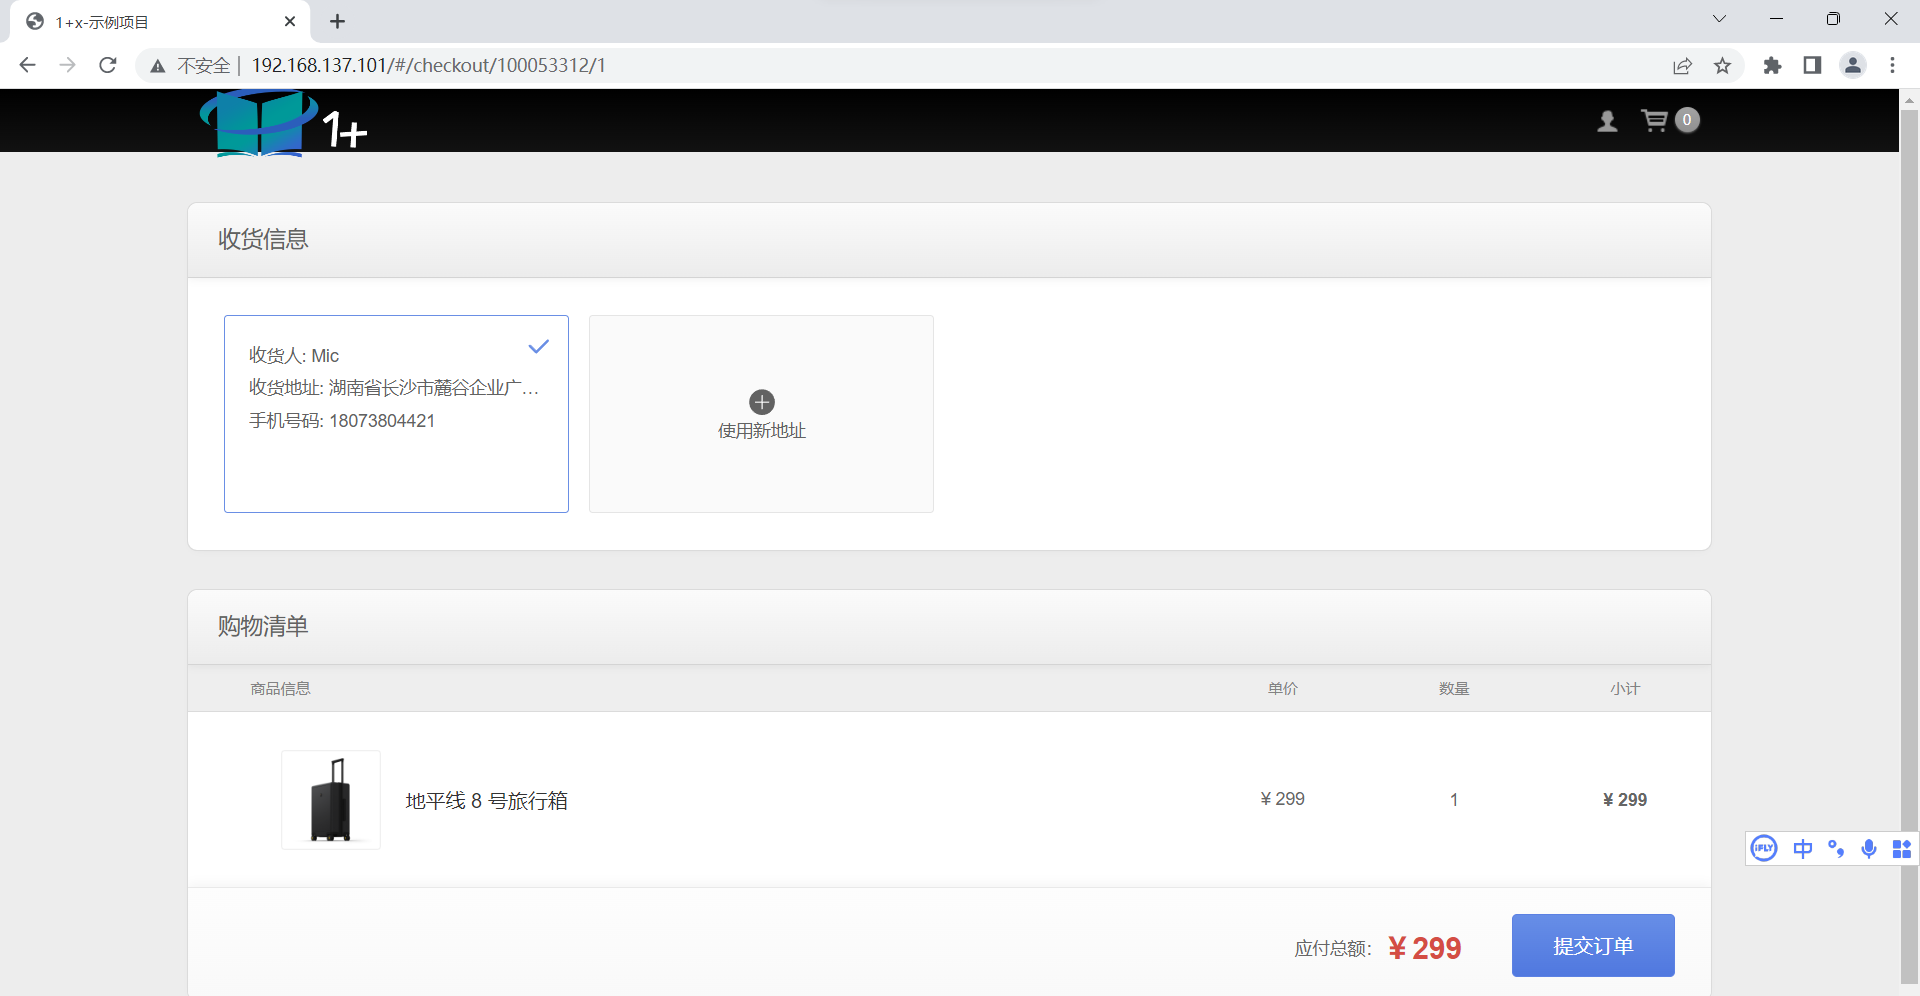 1+x-示例项目
不安全 | 192.168.137.101/#/checkout/100053312/1
1+
0
收货信息
收货人: Mic
收货地址: 湖南省长沙市麓谷企业广...
手机号码: 18073804421
使用新地址
购物清单
商品信息 单价 数量 小计
地平线 8 号旅行箱 ¥ 299 1 ¥ 299
iFLY 中
应付总额: ¥ 299 提交订单